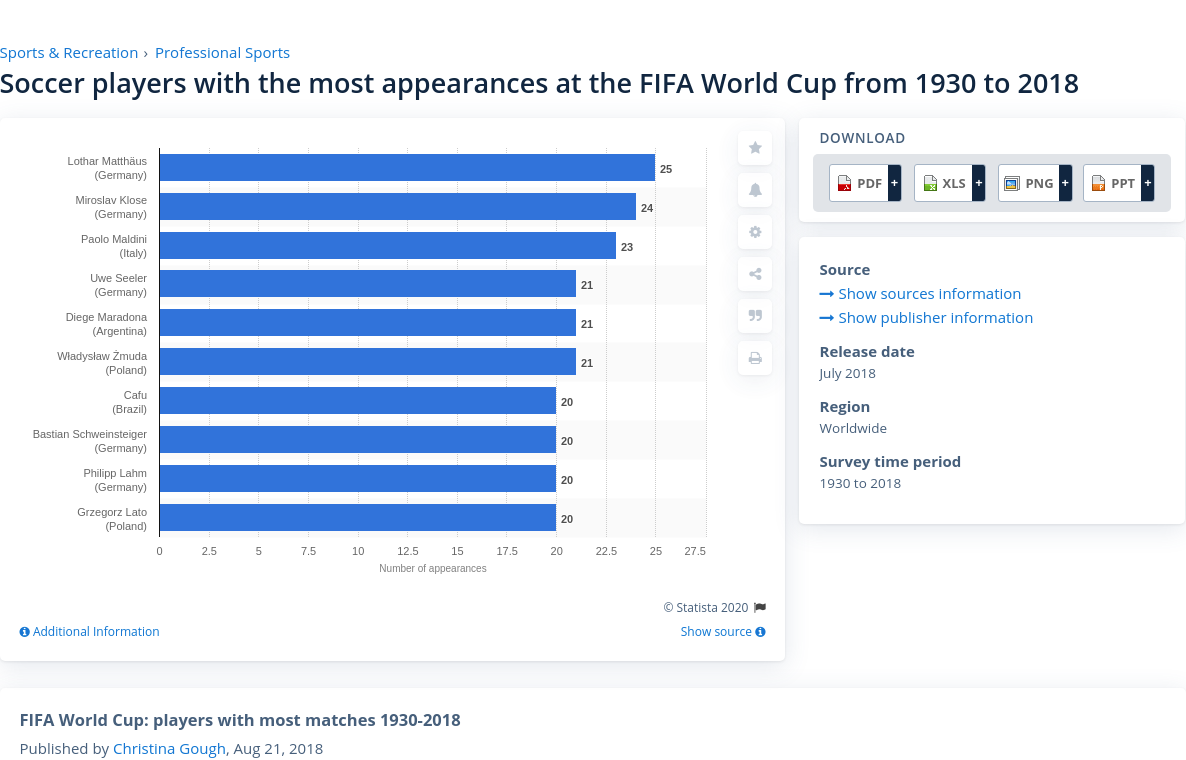 Sports & Recreation › Professional Sports
Soccer players with the most appearances at the FIFA World Cup from 1930 to 2018
Lothar Matthäus
(Germany)
25
Miroslav Klose
(Germany)
24
Paolo Maldini
(Italy)
23
Uwe Seeler
(Germany)
21
Diege Maradona
(Argentina)
21
Władysław Żmuda
(Poland)
21
Cafu
(Brazil)
20
Bastian Schweinsteiger
(Germany)
20
Philipp Lahm
(Germany)
20
Grzegorz Lato
(Poland)
20
0 2.5 5 7.5 10 12.5 15 17.5 20 22.5 25 27.5
Number of appearances
© Statista 2020
Additional Information
Show source
DOWNLOAD
PDF + XLS + PNG + PPT +
Source
Show sources information
Show publisher information
Release date
July 2018
Region
Worldwide
Survey time period
1930 to 2018
FIFA World Cup: players with most matches 1930-2018
Published by Christina Gough, Aug 21, 2018